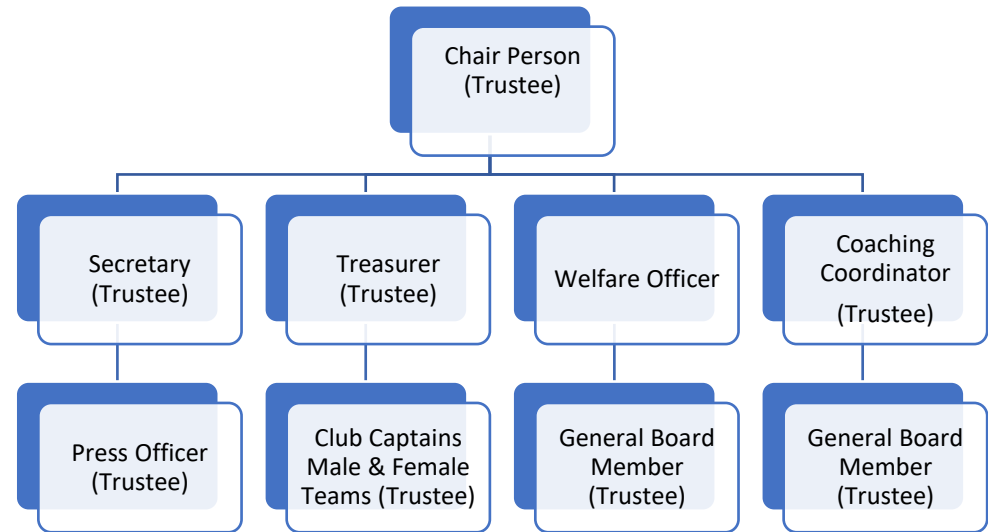 Chair Person
(Trustee)
Secretary
(Trustee)
Treasurer
(Trustee)
Welfare Officer
Coaching
Coordinator
(Trustee)
Press Officer
(Trustee)
Club Captains
Male & Female
Teams (Trustee)
General Board
Member
(Trustee)
General Board
Member
(Trustee)